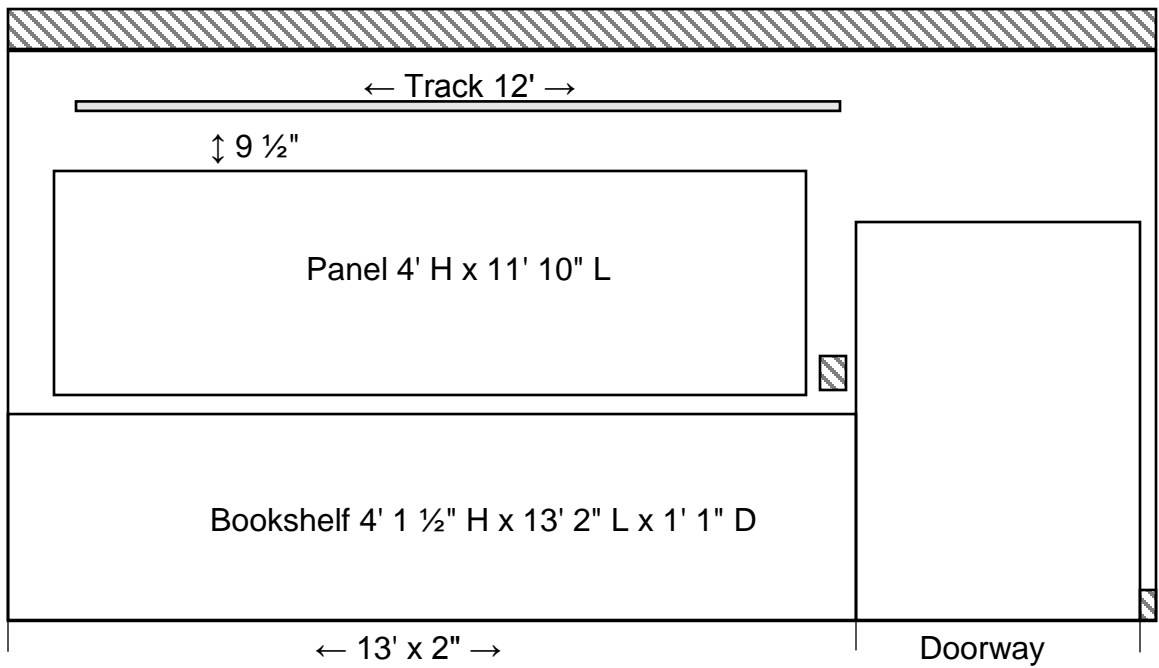 ← Track 12' →
↕ 9 ½"
Panel 4' H x 11' 10" L
Bookshelf 4' 1 ½" H x 13' 2" L x 1' 1" D
← 13' x 2" →
Doorway